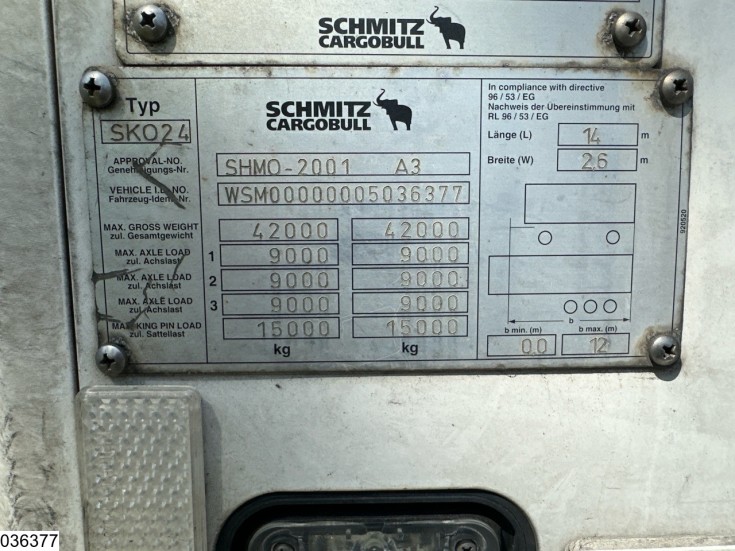 SCHMITZ
CARGOBULL
Typ
SKO24
SCHMITZ
CARGOBULL
In compliance with directive
96 / 53 / EG
Nachweis der Übereinstimmung mit
RL 96 / 53 / EG
Länge (L) 14 m
Breite (W) 2.6 m
APPROVAL-NO.
Genehmigungs-Nr.
SHMO-2001 A3
VEHICLE I.D. NO.
Fahrzeug-Ident-Nr.
WSM00000005036377
MAX. GROSS WEIGHT
zul. Gesamtgewicht
42000 42000
MAX. AXLE LOAD
zul. Achslast
1 9000 9000
MAX. AXLE LOAD
zul. Achslast
2 9000 9000
MAX. AXLE LOAD
zul. Achslast
3 9000 9000
MAX. KING PIN LOAD
zul. Sattellast
15000 15000
kg kg
b
b min. (m) b max. (m)
0.0 12
920520
036377